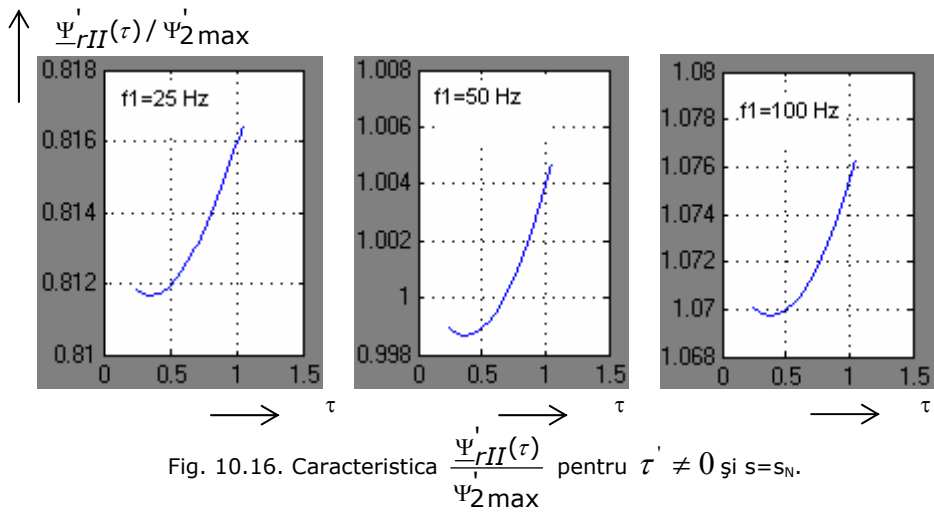 Ψ'rII(τ) / Ψ'2max
0.818
0.816
0.814
0.812
0.81
0 0.5 1 1.5
f1=25 Hz
1.008
1.006
1.004
1.002
1
0.998
0 0.5 1 1.5
f1=50 Hz
1.08
1.078
1.076
1.074
1.072
1.07
1.068
0 0.5 1 1.5
f1=100 Hz
τ τ τ
Fig. 10.16. Caracteristica Ψ'rII(τ) / Ψ'2max pentru τ' ≠ 0 şi s=sN.